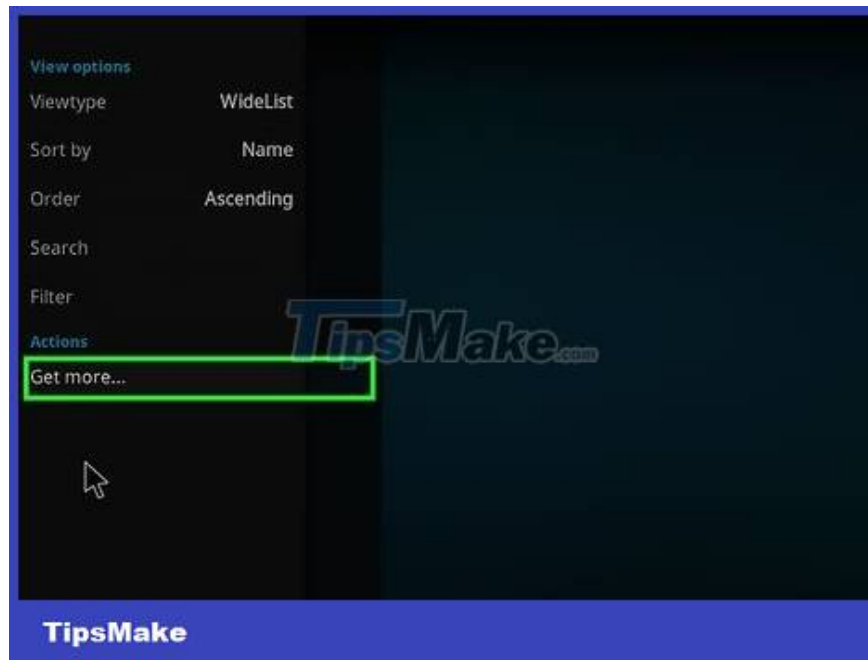 View options
Viewtype WideList
Sort by Name
Order Ascending
Search
Filter
Actions
Get more...
TipsMake.com
TipsMake